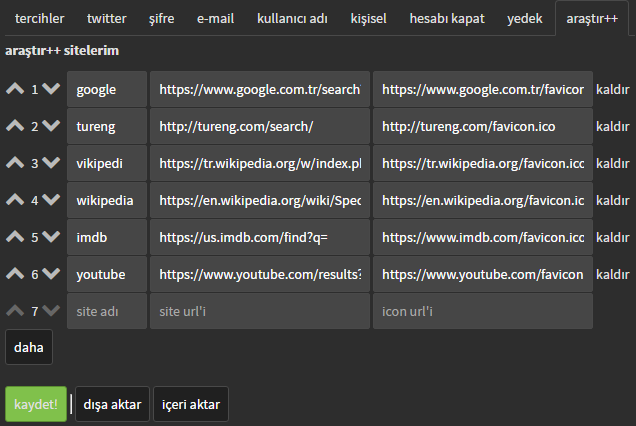 tercihler twitter şifre e-mail kullanıcı adı kişisel hesabı kapat yedek araştır++
araştır++ sitelerim
1 google https://www.google.com.tr/search? https://www.google.com.tr/favicon kaldır
2 tureng http://tureng.com/search/ http://tureng.com/favicon.ico kaldır
3 vikipedi https://tr.wikipedia.org/w/index.pl https://tr.wikipedia.org/favicon.ico kaldır
4 wikipedia https://en.wikipedia.org/wiki/Spec https://en.wikipedia.org/favicon.ic kaldır
5 imdb https://us.imdb.com/find?q= https://www.imdb.com/favicon.ico kaldır
6 youtube https://www.youtube.com/results? https://www.youtube.com/favicon kaldır
7 site adı site url'i icon url'i
daha
kaydet! | dışa aktar içeri aktar